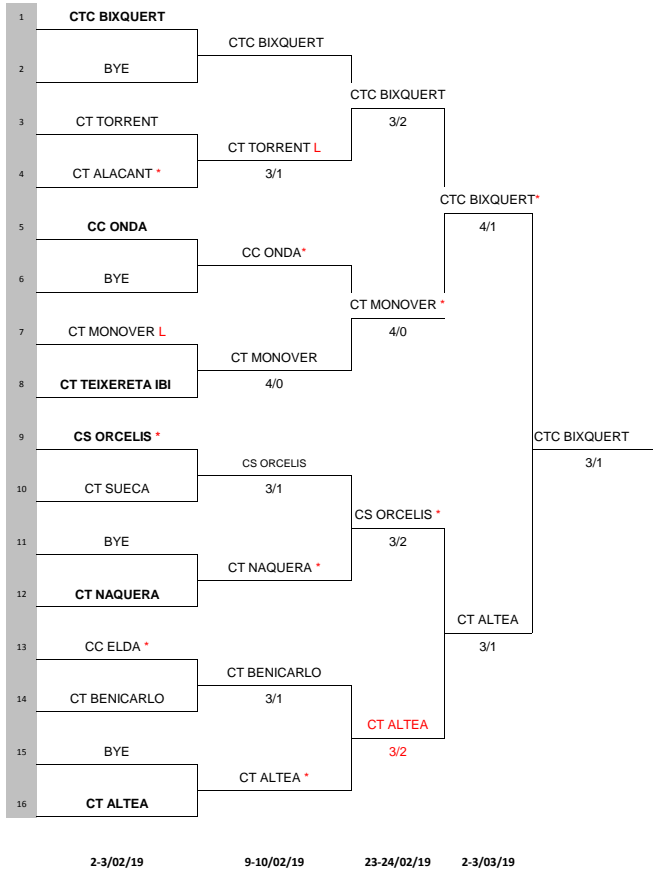 1 CTC BIXQUERT
CTC BIXQUERT
2 BYE
CTC BIXQUERT
3 CT TORRENT
3/2
CT TORRENT L
4 CT ALACANT *
3/1
CTC BIXQUERT*
5 CC ONDA
4/1
CC ONDA*
6 BYE
CT MONOVER *
7 CT MONOVER L
4/0
CT MONOVER
8 CT TEIXERETA IBI
4/0
9 CS ORCELIS *
CTC BIXQUERT
3/1
CS ORCELIS
10 CT SUECA
3/1
CS ORCELIS *
11 BYE
3/2
CT NAQUERA *
12 CT NAQUERA
CT ALTEA
13 CC ELDA *
3/1
CT BENICARLO
14 CT BENICARLO
3/1
CT ALTEA
15 BYE
3/2
CT ALTEA *
16 CT ALTEA
2-3/02/19 9-10/02/19 23-24/02/19 2-3/03/19